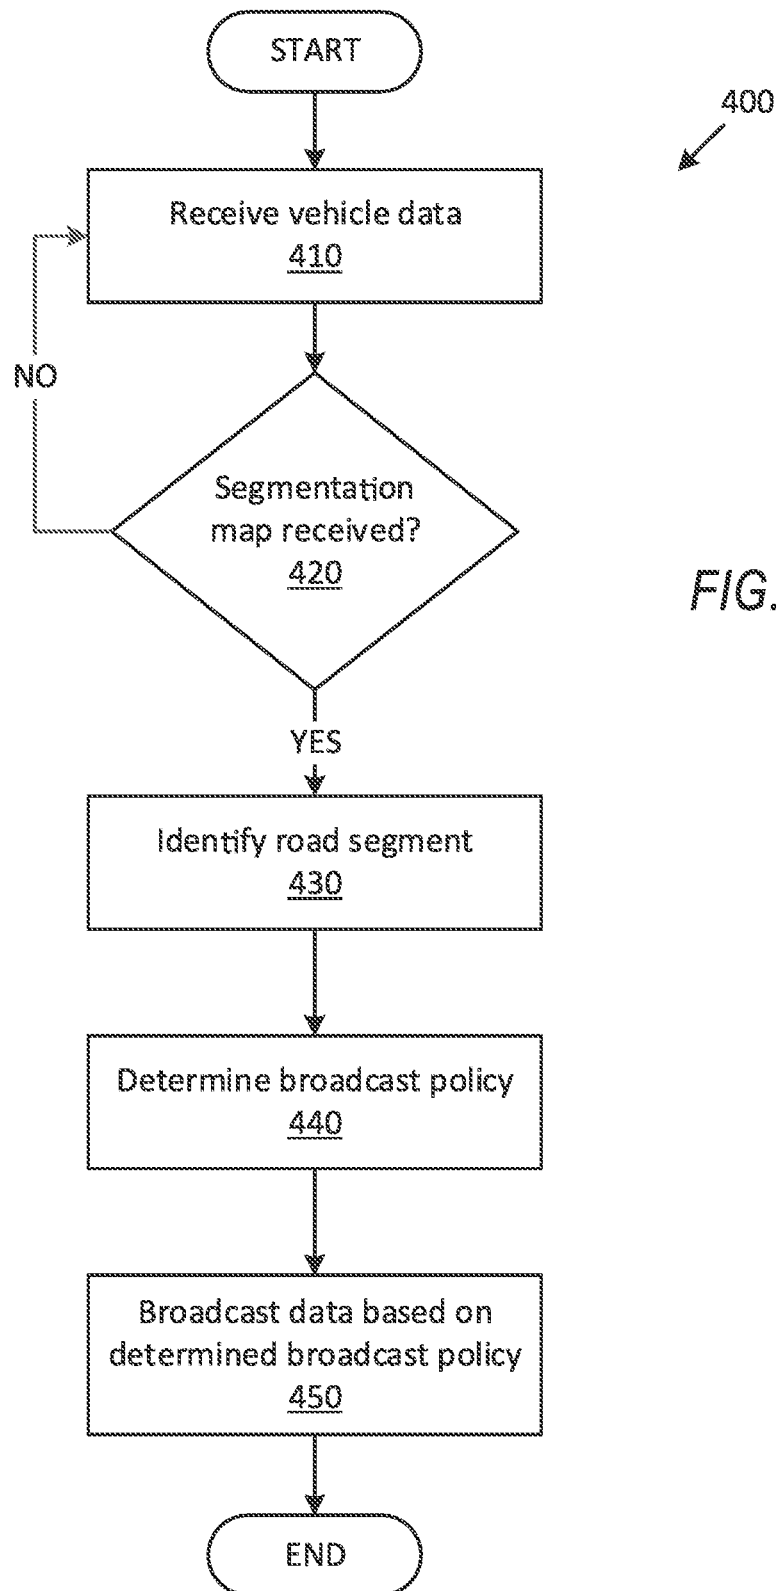 START
400
Receive vehicle data
410
NO
Segmentation
map received?
420
FIG.
YES
Identify road segment
430
Determine broadcast policy
440
Broadcast data based on
determined broadcast policy
450
END